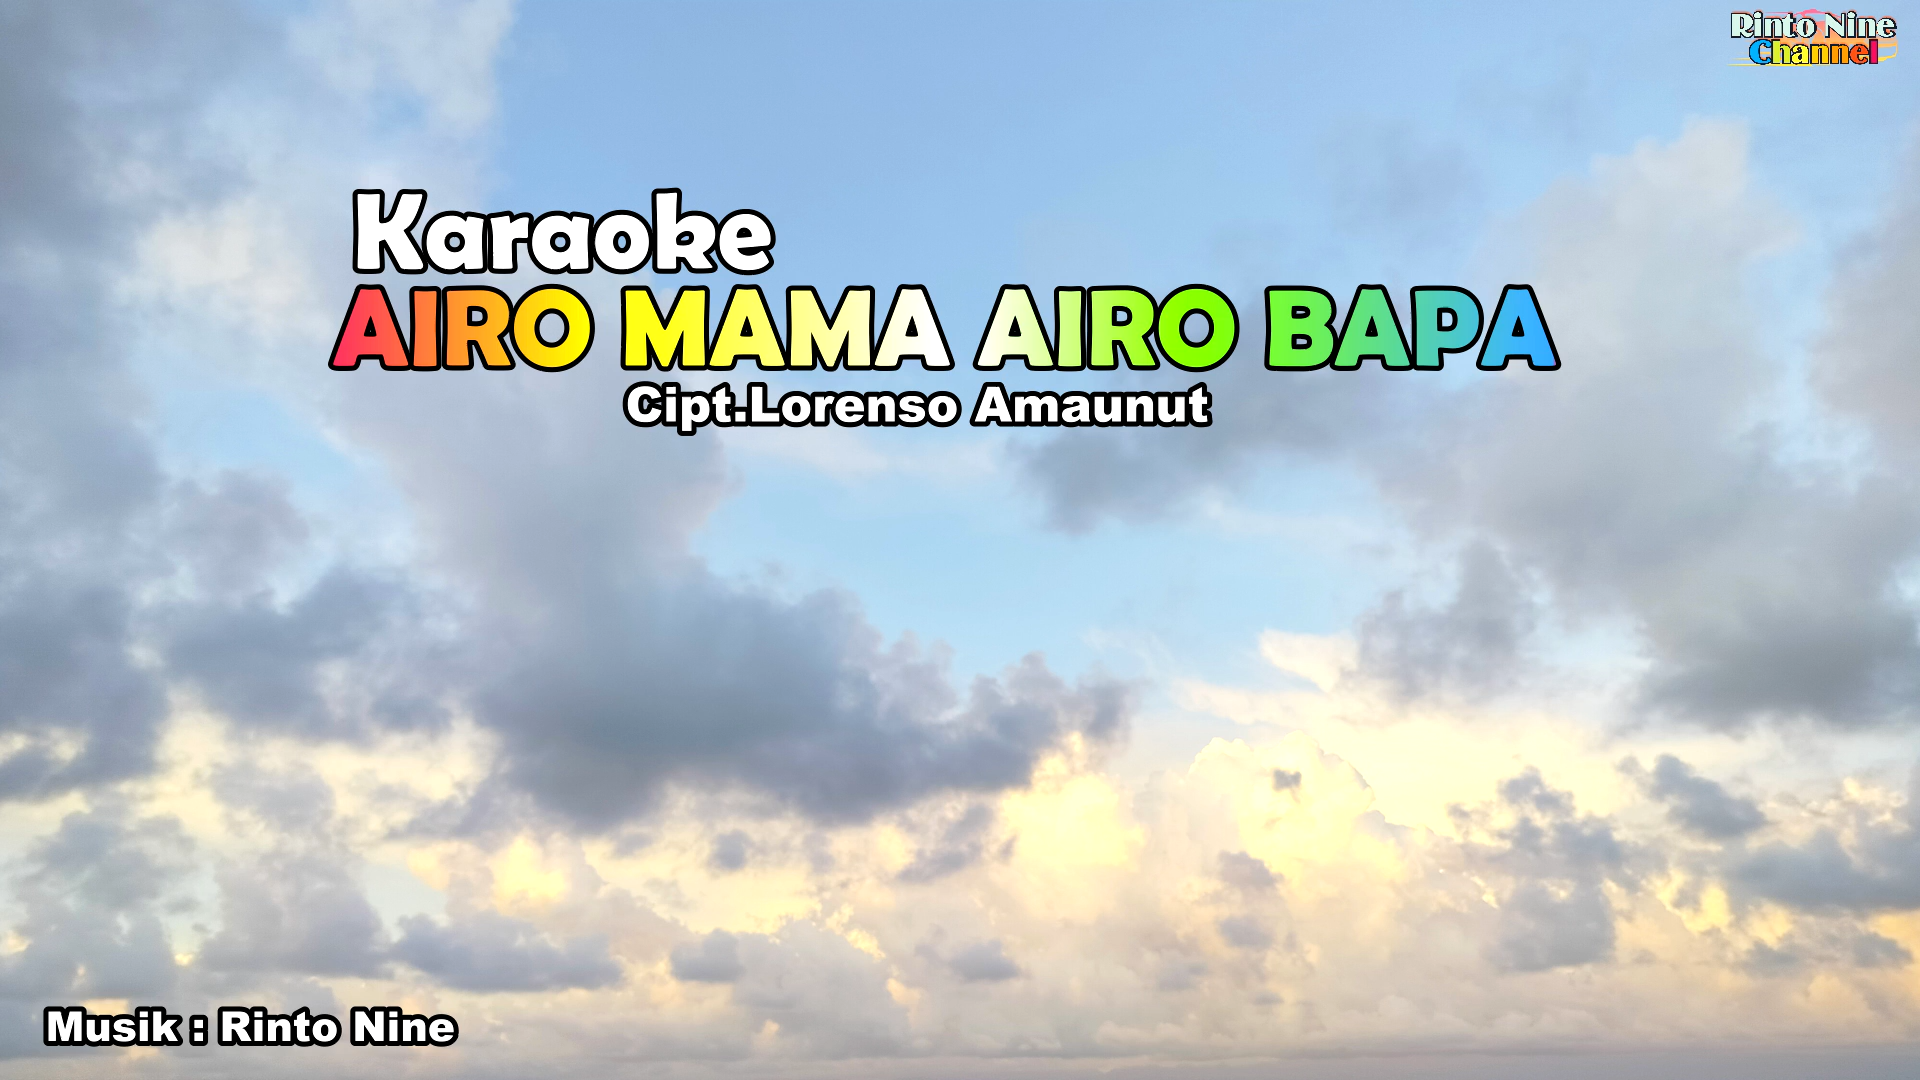 Rinto Nine
Channel
Karaoke
AIRO MAMA AIRO BAPA
Cipt.Lorenso Amaunut
Musik : Rinto Nine